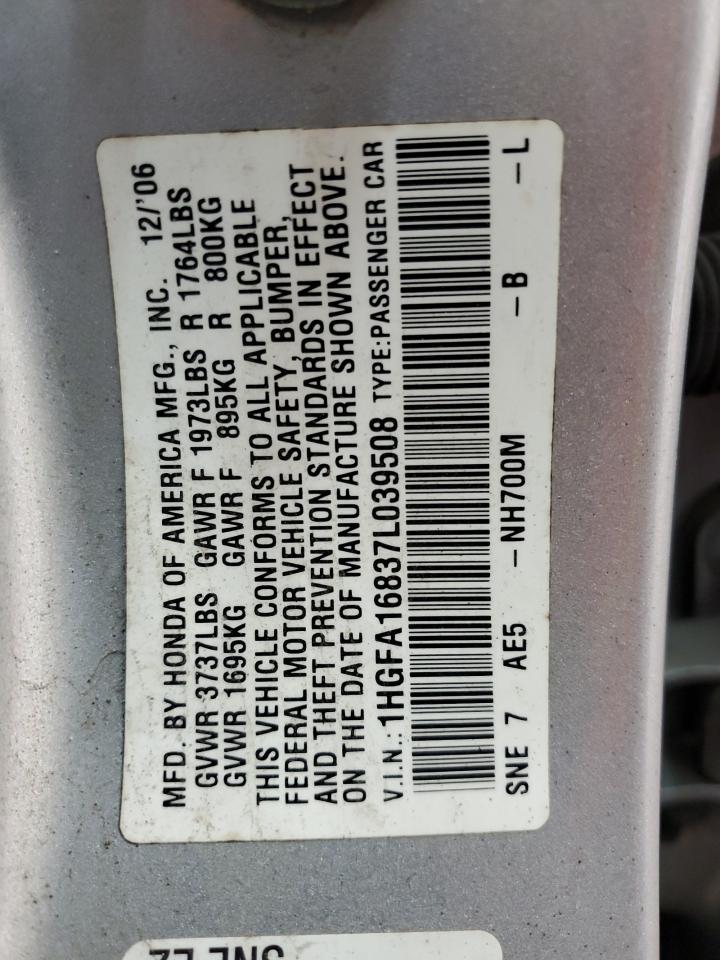 MFD. BY HONDA OF AMERICA MFG., INC. 12/'06
GVWR 3737LBS GAWR F 1973LBS R 1764LBS
GVWR 1695KG GAWR F 895KG R 800KG
THIS VEHICLE CONFORMS TO ALL APPLICABLE
FEDERAL MOTOR VEHICLE SAFETY, BUMPER,
AND THEFT PREVENTION STANDARDS IN EFFECT
ON THE DATE OF MANUFACTURE SHOWN ABOVE.
V.I.N.: 1HGFA16837L039508 TYPE:PASSENGER CAR
SNE 7 AE5 -NH700M -B -L